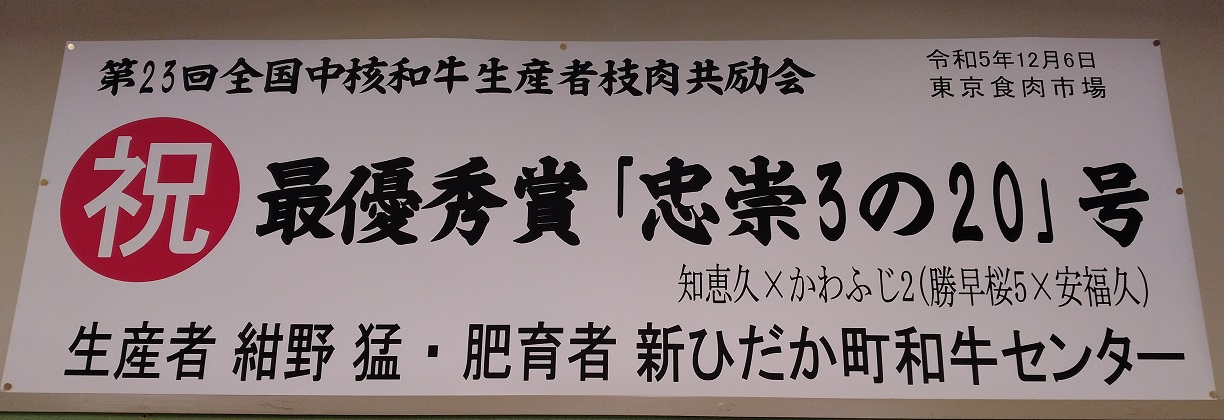 第23回全国中核和牛生産者枝肉共励会
令和5年12月6日
東京食肉市場
祝
最優秀賞「忠崇3の20」号
知恵久×かわふじ2(勝早桜5×安福久)
生産者 紺野 猛・肥育者 新ひだか町和牛センター